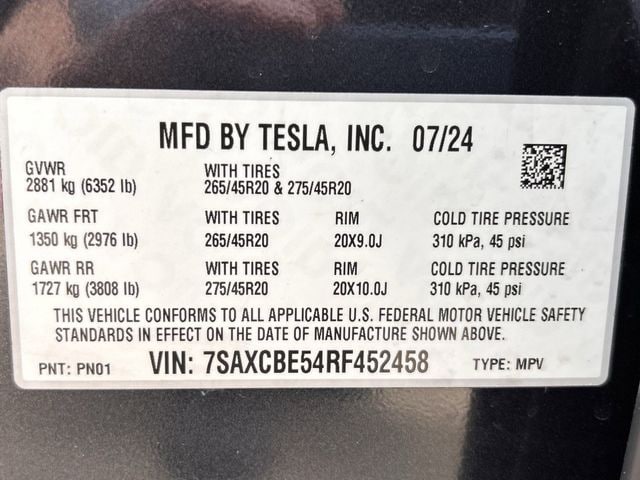 MFD BY TESLA, INC. 07/24
GVWR WITH TIRES
2881 kg (6352 lb) 265/45R20 & 275/45R20
GAWR FRT WITH TIRES RIM COLD TIRE PRESSURE
1350 kg (2976 lb) 265/45R20 20X9.0J 310 kPa, 45 psi
GAWR RR WITH TIRES RIM COLD TIRE PRESSURE
1727 kg (3808 lb) 275/45R20 20X10.0J 310 kPa, 45 psi
THIS VEHICLE CONFORMS TO ALL APPLICABLE U.S. FEDERAL MOTOR VEHICLE SAFETY
STANDARDS IN EFFECT ON THE DATE OF MANUFACTURE SHOWN ABOVE.
PNT: PN01 VIN: 7SAXCBE54RF452458 TYPE: MPV